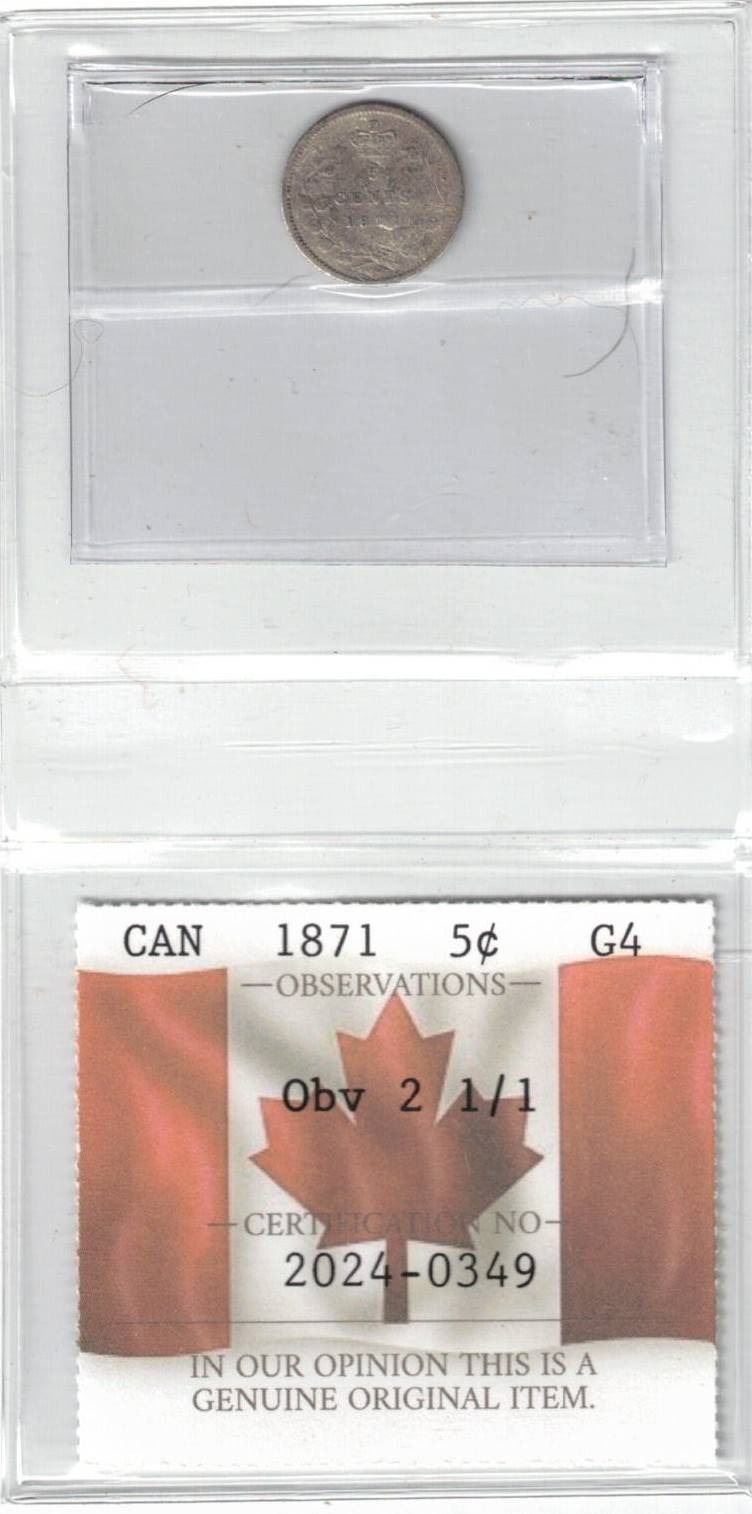 CENTS
CAN 1871 5¢ G4
OBSERVATIONS
Obv 2 1/1
CERTIFICATION NO
2024-0349
IN OUR OPINION THIS IS A
GENUINE ORIGINAL ITEM.